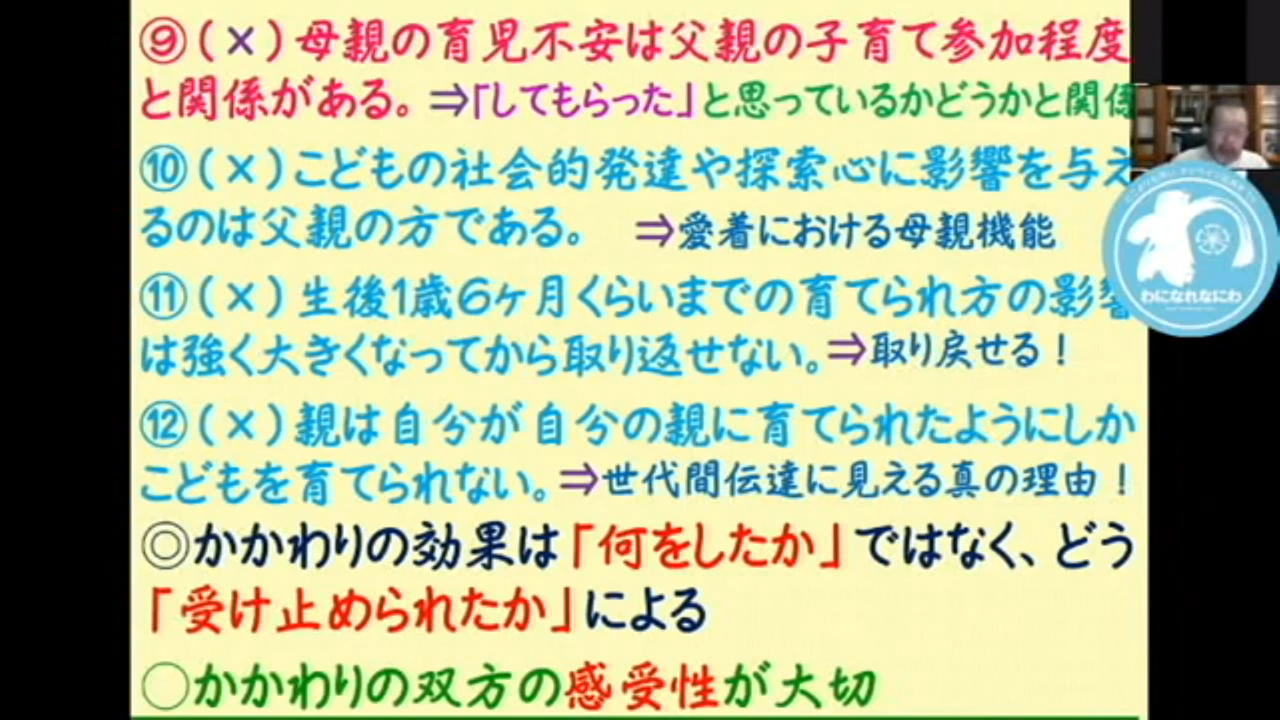 ⑨(×)母親の育児不安は父親の子育て参加程度
と関係がある。⇒「してもらった」と思っているかどうかと関係
⑩(×)こどもの社会的発達や探索心に影響を与え
るのは父親の方である。 ⇒愛着における母親機能
⑪(×)生後1歳6ヶ月くらいまでの育てられ方の影響
は強く大きくなってから取り返せない。⇒取り戻せる!
⑫(×)親は自分が自分の親に育てられたようにしか
こどもを育てられない。⇒世代間伝達に見える真の理由!
◎かかわりの効果は「何をしたか」ではなく、どう
「受け止められたか」による
○かかわりの双方の感受性が大切
わになれなにわ